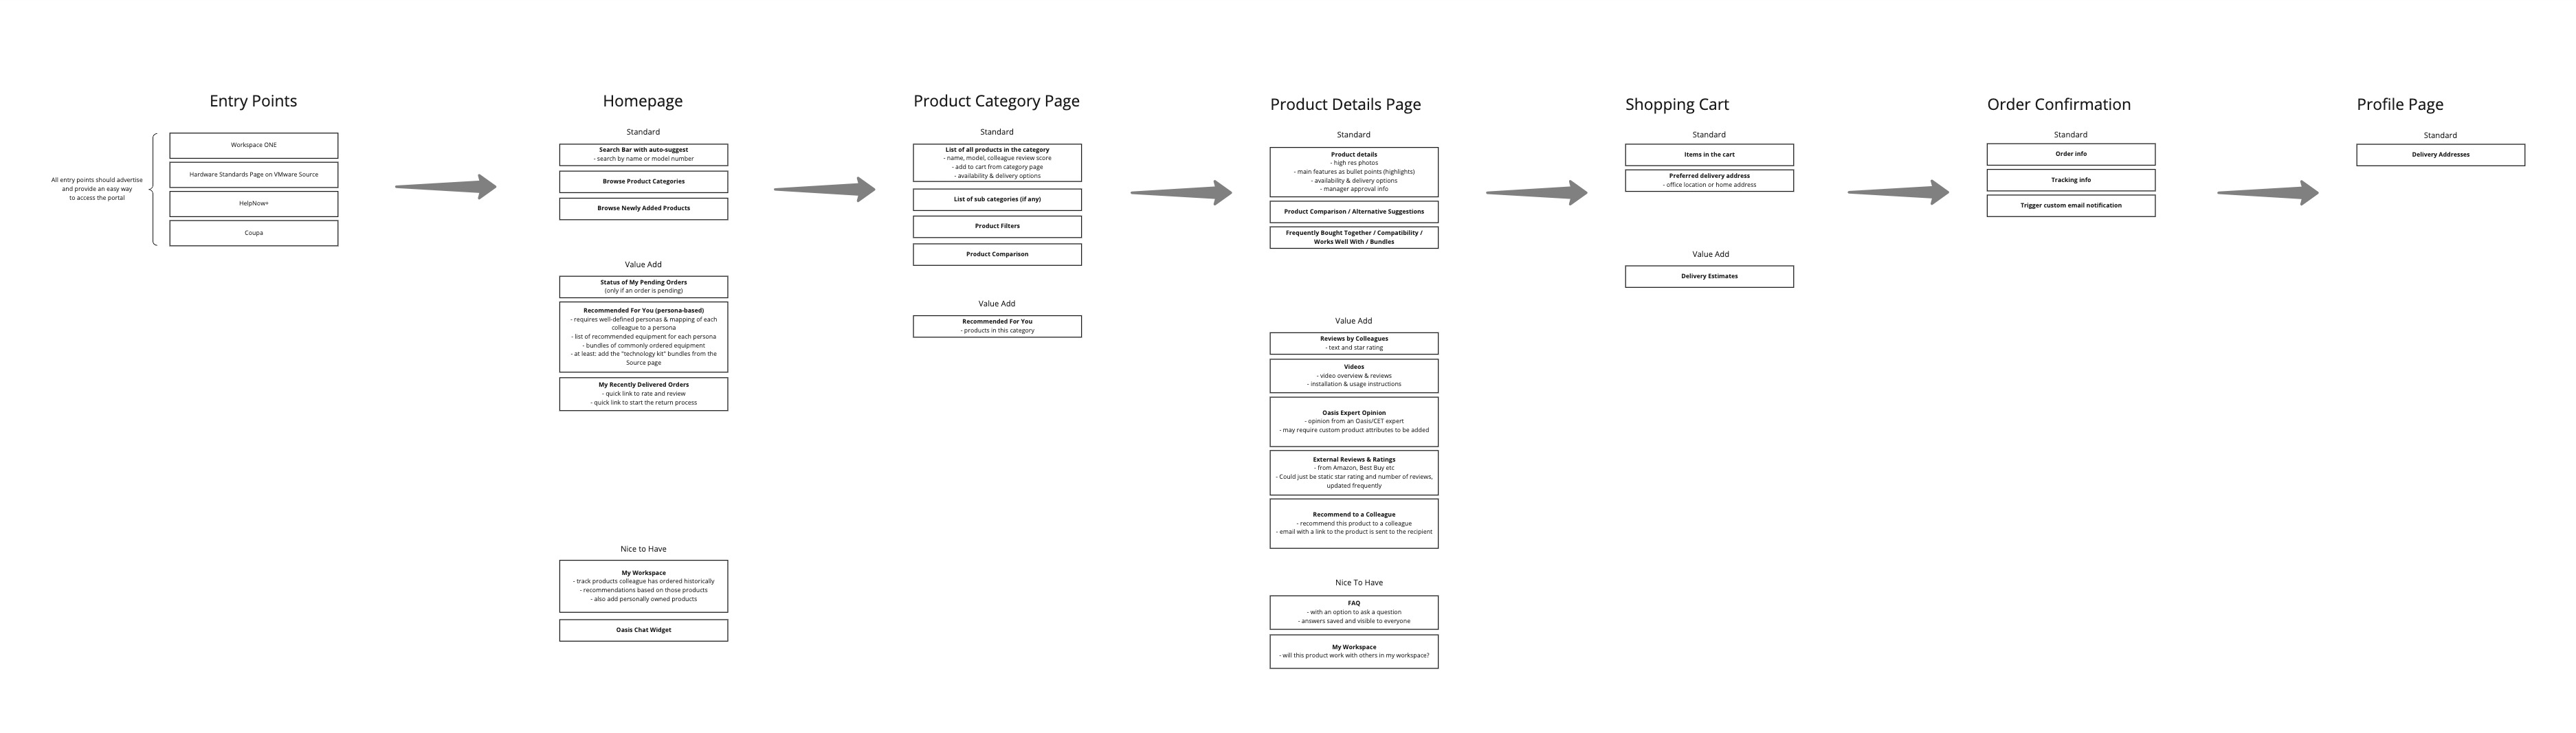 Entry Points
All entry points should advertise
and provide an easy way
to access the portal
Workspace ONE
Hardware Standards Page on VMware Source
HelpNow+
Coupa
Homepage
Standard
Search Bar with auto-suggest
- search by name or model number
Browse Product Categories
Browse Newly Added Products
Value Add
Status of My Pending Orders
(only if an order is pending)
Recommended For You (persona-based)
- requires well-defined personas & mapping of each
colleague to a persona
- list of recommended equipment for each persona
- bundles of commonly ordered equipment
- at least: add the "technology kit" bundles from the
Source page
My Recently Delivered Orders
- quick link to rate and review
- quick link to start the return process
Nice to Have
My Workspace
- track products colleague has ordered historically
- recommendations based on those products
- also add personally owned products
Oasis Chat Widget
Product Category Page
Standard
List of all products in the category
- name, model, colleague review score
- add to cart from category page
- availability & delivery options
List of sub categories (if any)
Product Filters
Product Comparison
Value Add
Recommended For You
- products in this category
Product Details Page
Standard
Product details
- high res photos
- main features as bullet points (highlights)
- availability & delivery options
- manager approval info
Product Comparison / Alternative Suggestions
Frequently Bought Together / Compatibility /
Works Well With / Bundles
Value Add
Reviews by Colleagues
- text and star rating
Videos
- video overview & reviews
- installation & usage instructions
Oasis Expert Opinion
- opinion from an Oasis/CET expert
- may require custom product attributes to be added
External Reviews & Ratings
- from Amazon, Best Buy etc
- Could just be static star rating and number of reviews,
updated frequently
Recommend to a Colleague
- recommend this product to a colleague
- email with a link to the product is sent to the recipient
Nice To Have
FAQ
- with an option to ask a question
- answers saved and visible to everyone
My Workspace
- will this product work with others in my workspace?
Shopping Cart
Standard
Items in the cart
Preferred delivery address
- office location or home address
Value Add
Delivery Estimates
Order Confirmation
Standard
Order info
Tracking info
Trigger custom email notification
Profile Page
Standard
Delivery Addresses